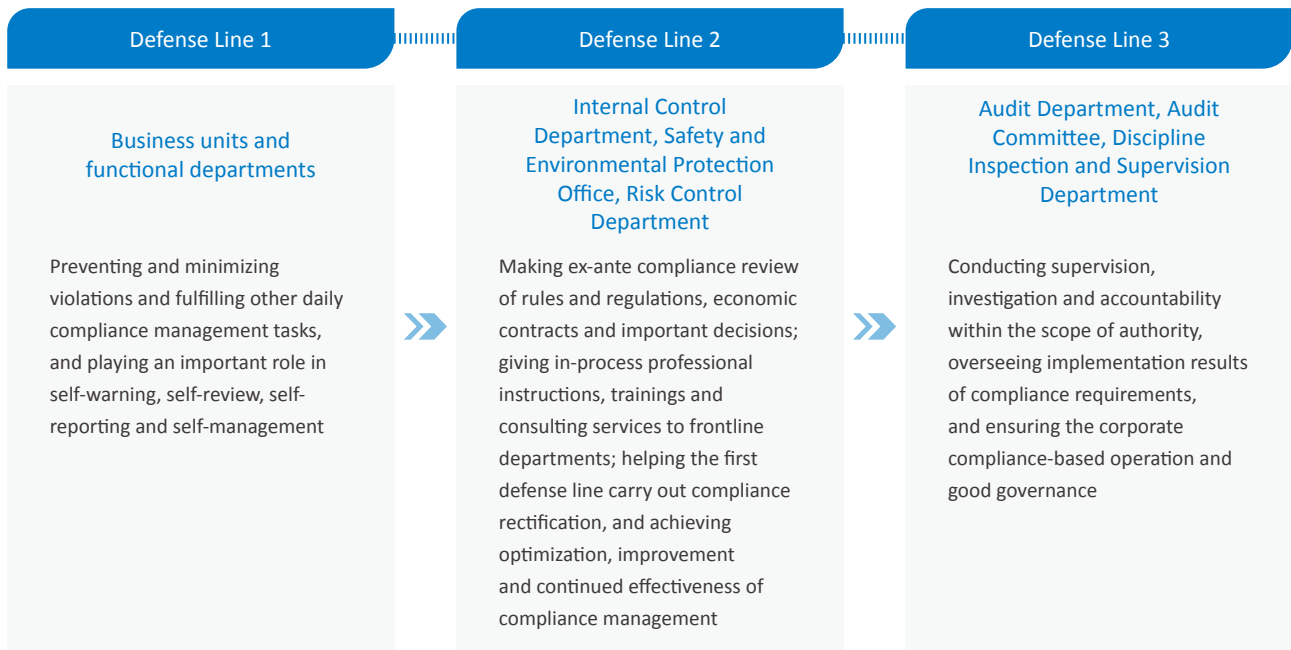 Defense Line 1
Defense Line 2
Defense Line 3
Business units and
functional departments
Preventing and minimizing
violations and fulfilling other daily
compliance management tasks,
and playing an important role in
self-warning, self-review, self-
reporting and self-management
Internal Control
Department, Safety and
Environmental Protection
Office, Risk Control
Department
Making ex-ante compliance review
of rules and regulations, economic
contracts and important decisions;
giving in-process professional
instructions, trainings and
consulting services to frontline
departments; helping the first
defense line carry out compliance
rectification, and achieving
optimization, improvement
and continued effectiveness of
compliance management
Audit Department, Audit
Committee, Discipline
Inspection and Supervision
Department
Conducting supervision,
investigation and accountability
within the scope of authority,
overseeing implementation results
of compliance requirements,
and ensuring the corporate
compliance-based operation and
good governance